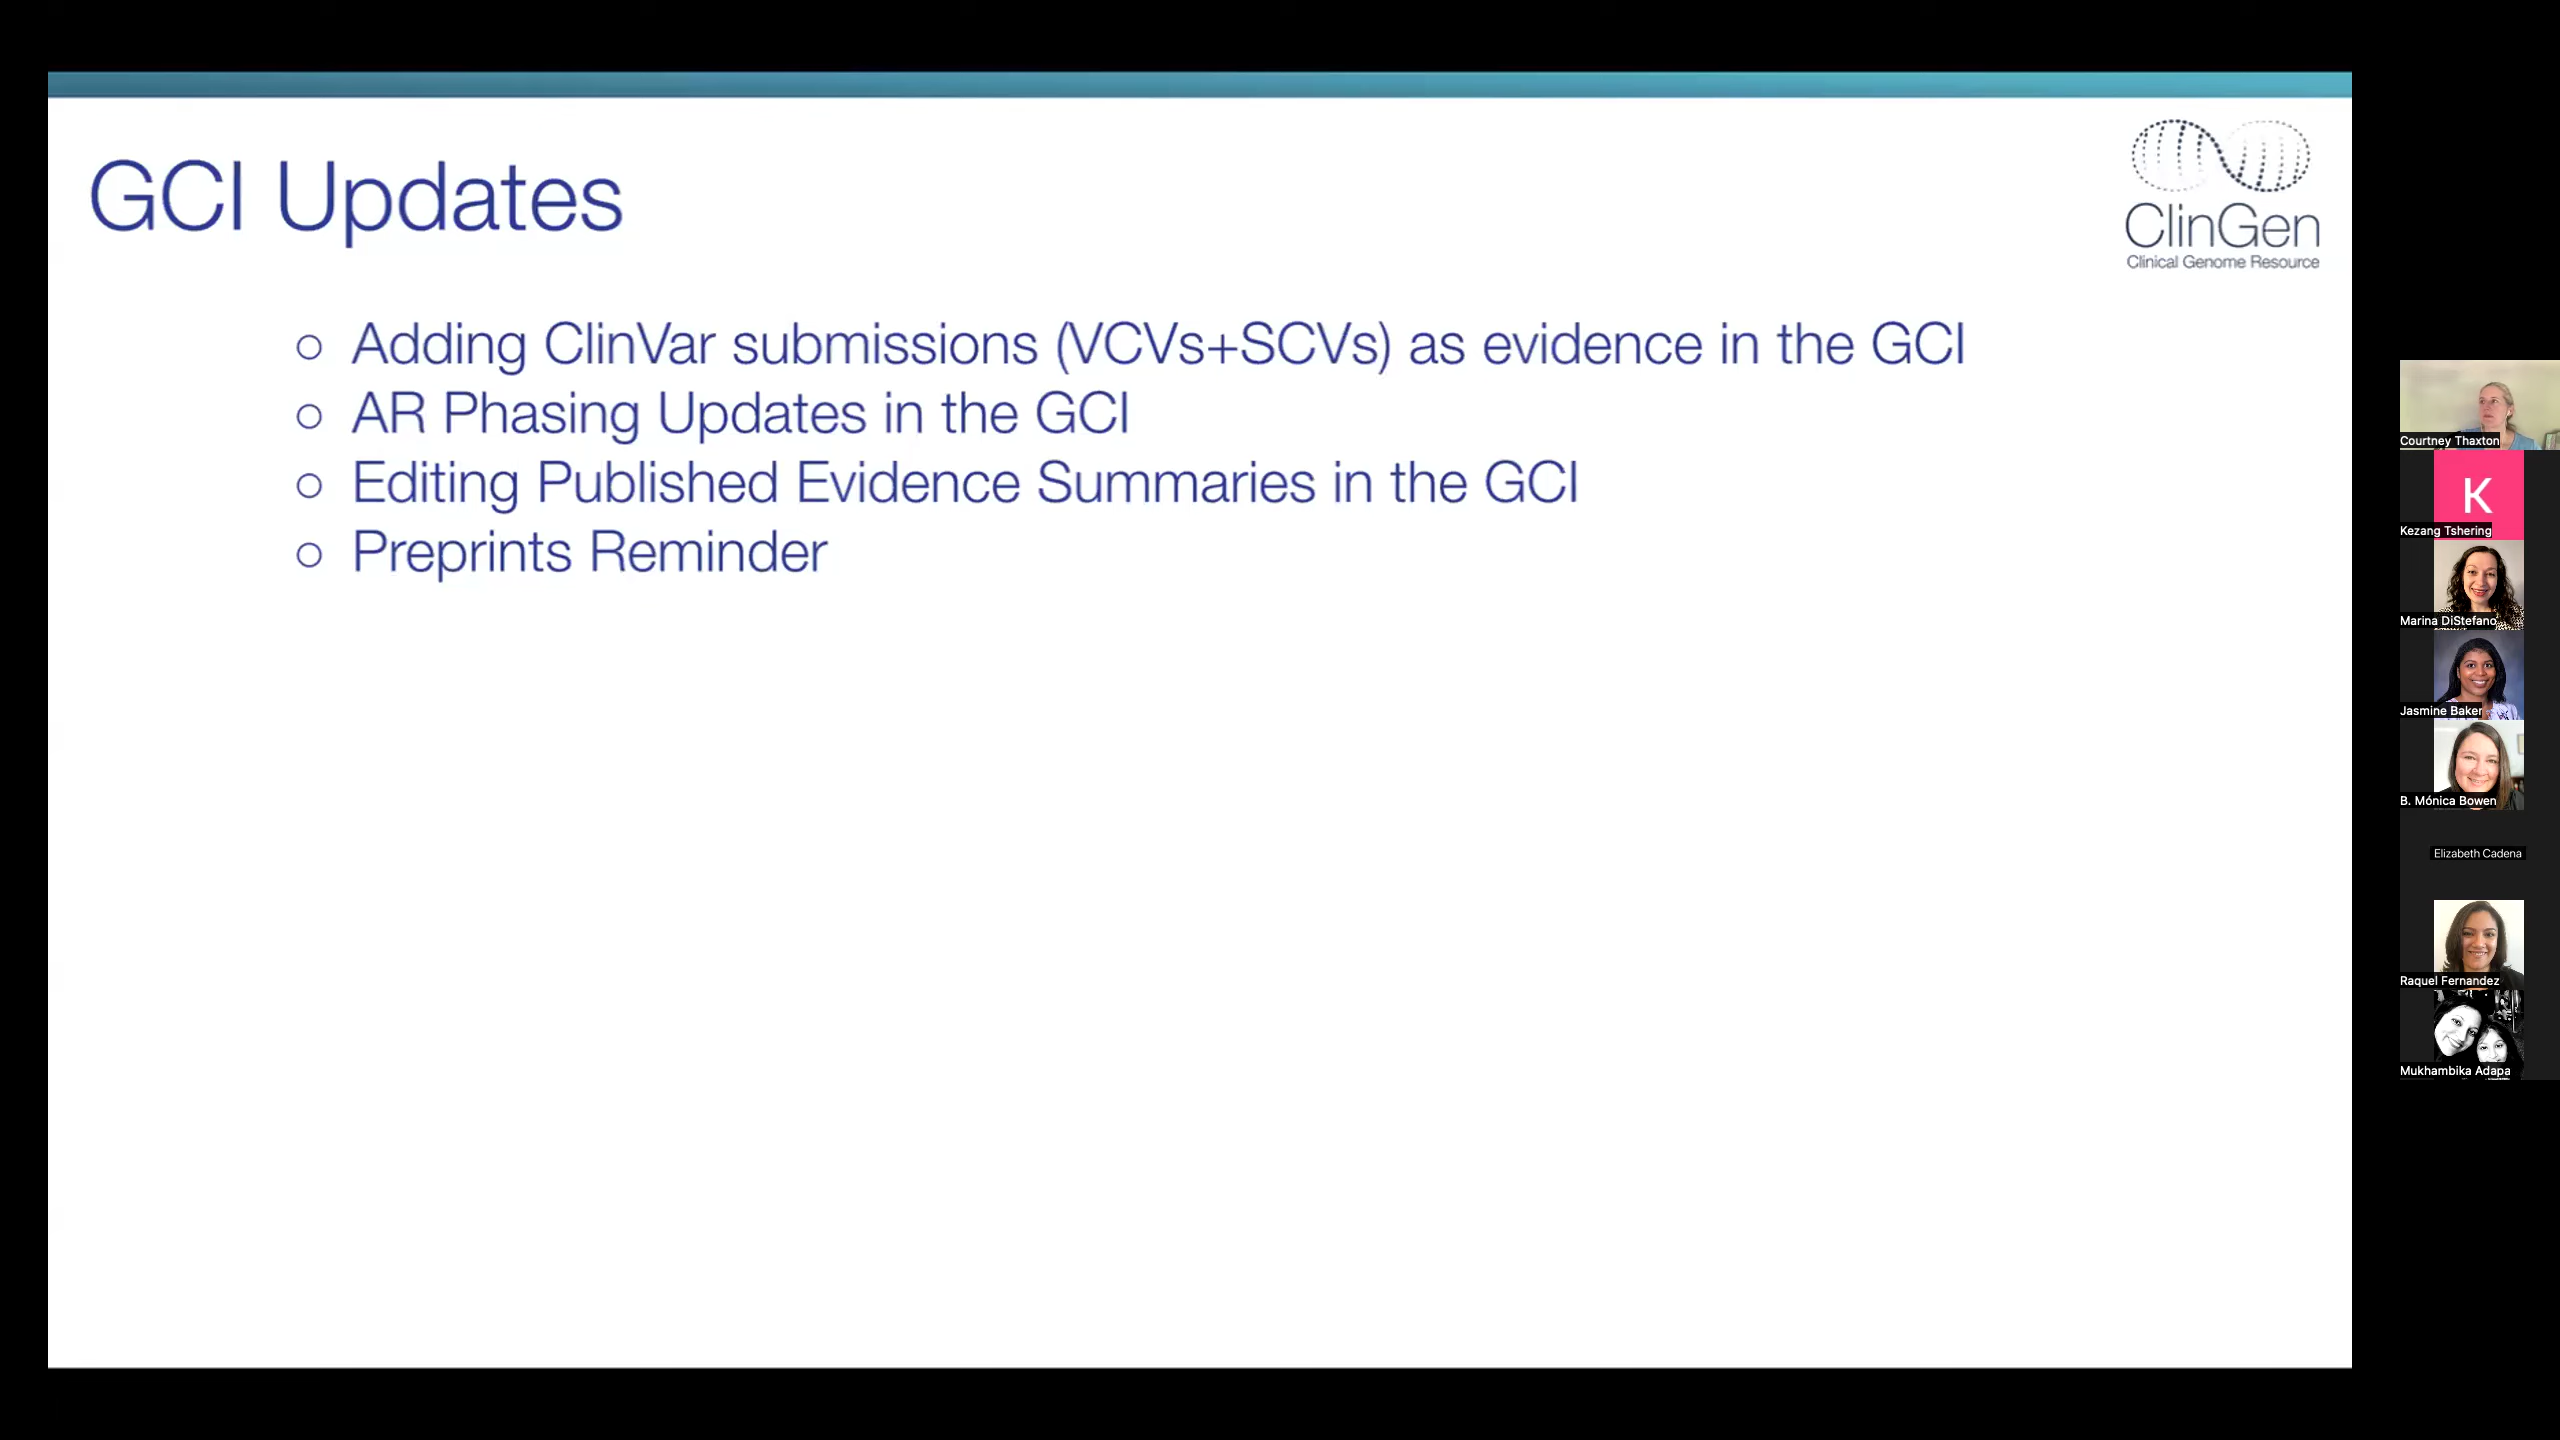 GCI Updates
ClinGen
Clinical Genome Resource
○ Adding ClinVar submissions (VCVs+SCVs) as evidence in the GCI
○ AR Phasing Updates in the GCI
○ Editing Published Evidence Summaries in the GCI
○ Preprints Reminder
Courtney Thaxton
K
Kezang Tshering
Marina DiStefano
Jasmine Baker
B. Mónica Bowen
Elizabeth Cadena
Raquel Fernandez
Mukhambika Adapa